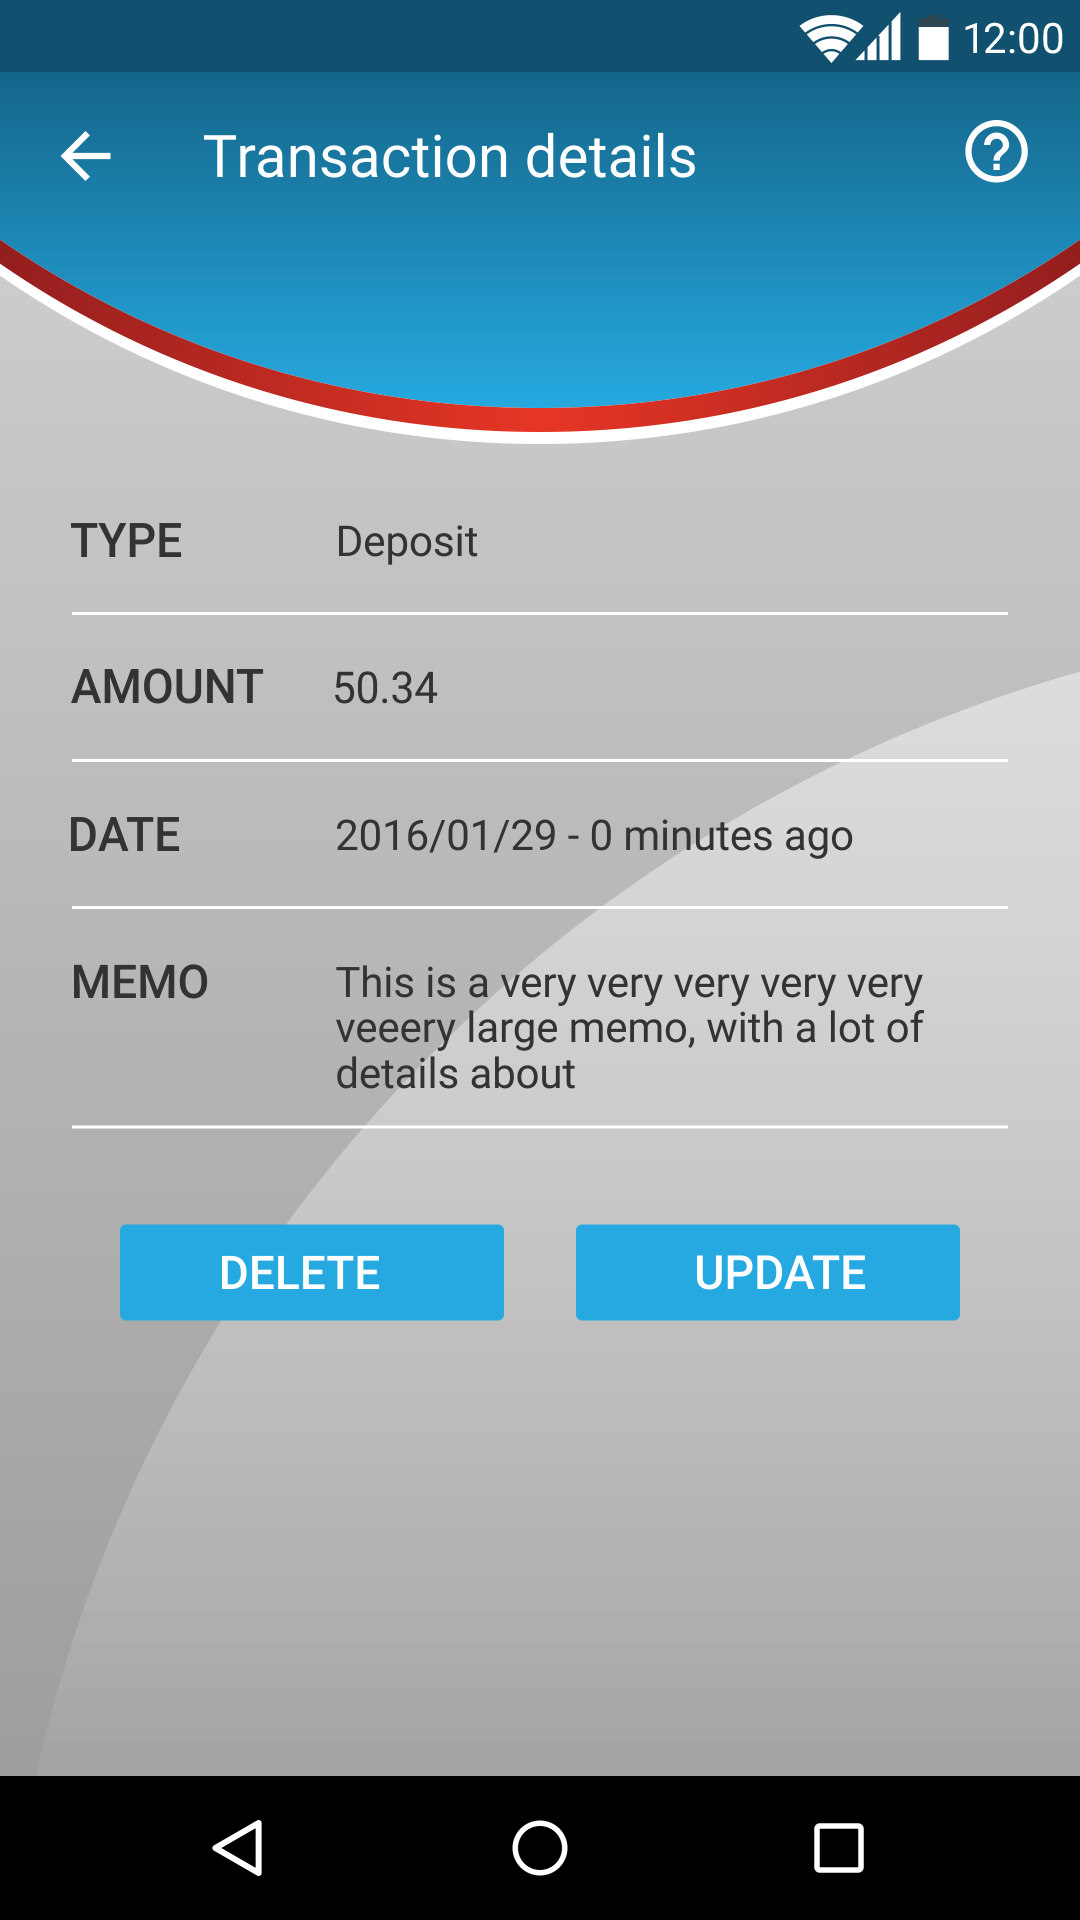 12:00
Transaction details
TYPE Deposit
AMOUNT 50.34
DATE 2016/01/29 - 0 minutes ago
MEMO This is a very very very very very
veeery large memo, with a lot of
details about
DELETE UPDATE